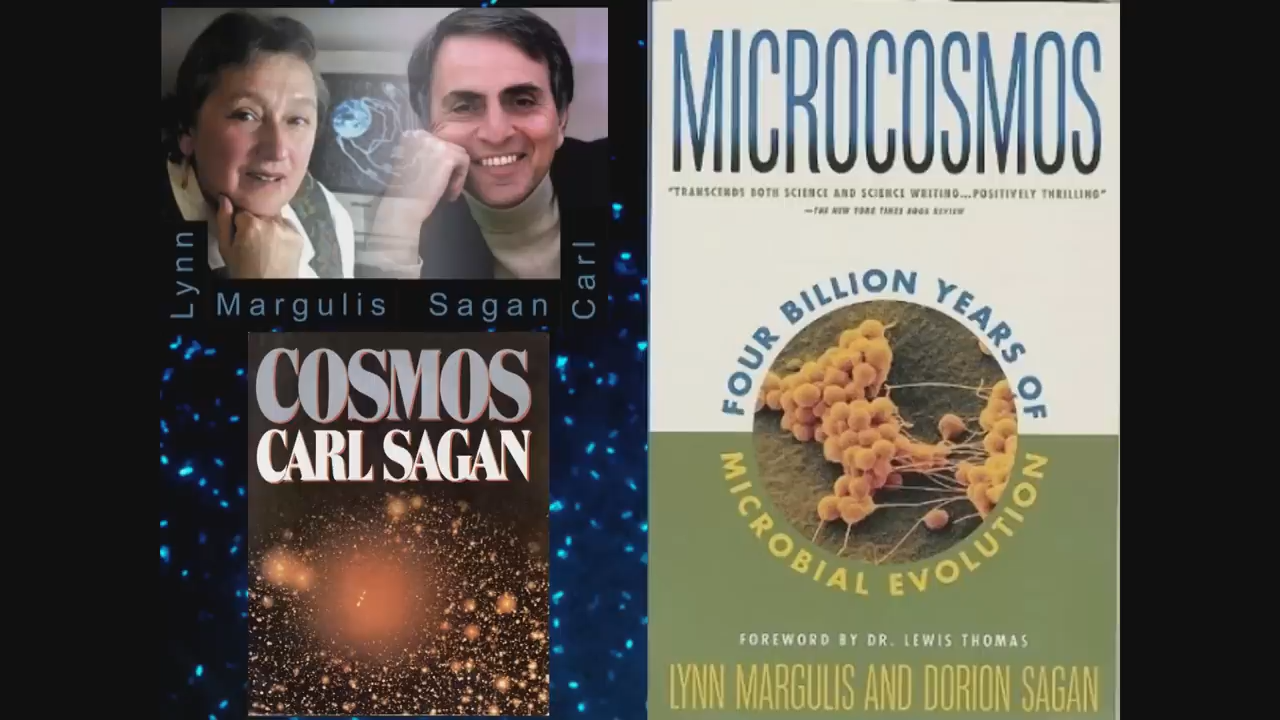 Lynn
Margulis Sagan
Carl
COSMOS
CARL SAGAN
MICROCOSMOS
"TRANSCENDS BOTH SCIENCE AND SCIENCE WRITING...POSITIVELY THRILLING"
—THE NEW YORK TIMES BOOK REVIEW
FOUR BILLION YEARS OF
MICROBIAL EVOLUTION
FOREWORD BY DR. LEWIS THOMAS
LYNN MARGULIS AND DORION SAGAN